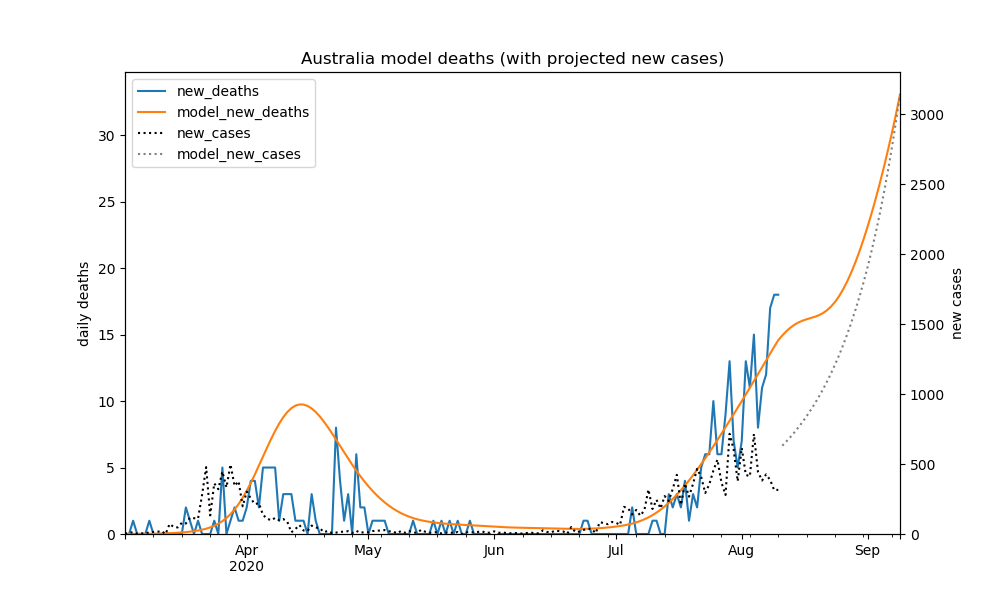 Australia model deaths (with projected new cases)
new_deaths
model_new_deaths
new_cases
model_new_cases
daily deaths
30
25
20
15
10
5
0
new cases
3000
2500
2000
1500
1000
500
0
Apr
2020
May
Jun
Jul
Aug
Sep